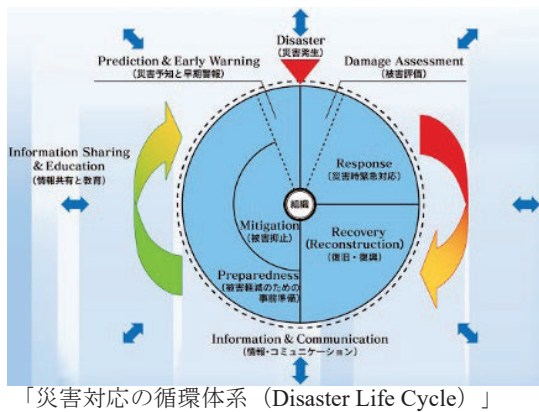 Disaster
(災害発生)
Prediction & Early Warning
(災害予知と早期警報)
Damage Assessment
(被害評価)
Information Sharing
& Education
(情報共有と教育)
Response
(災害時緊急対応)
組織
Mitigation
(被害抑止)
Recovery
(Reconstruction)
(復旧・復興)
Preparedness
(被害軽減のための
事前準備)
Information & Communication
(情報・コミュニケーション)
「災害対応の循環体系（Disaster Life Cycle）」